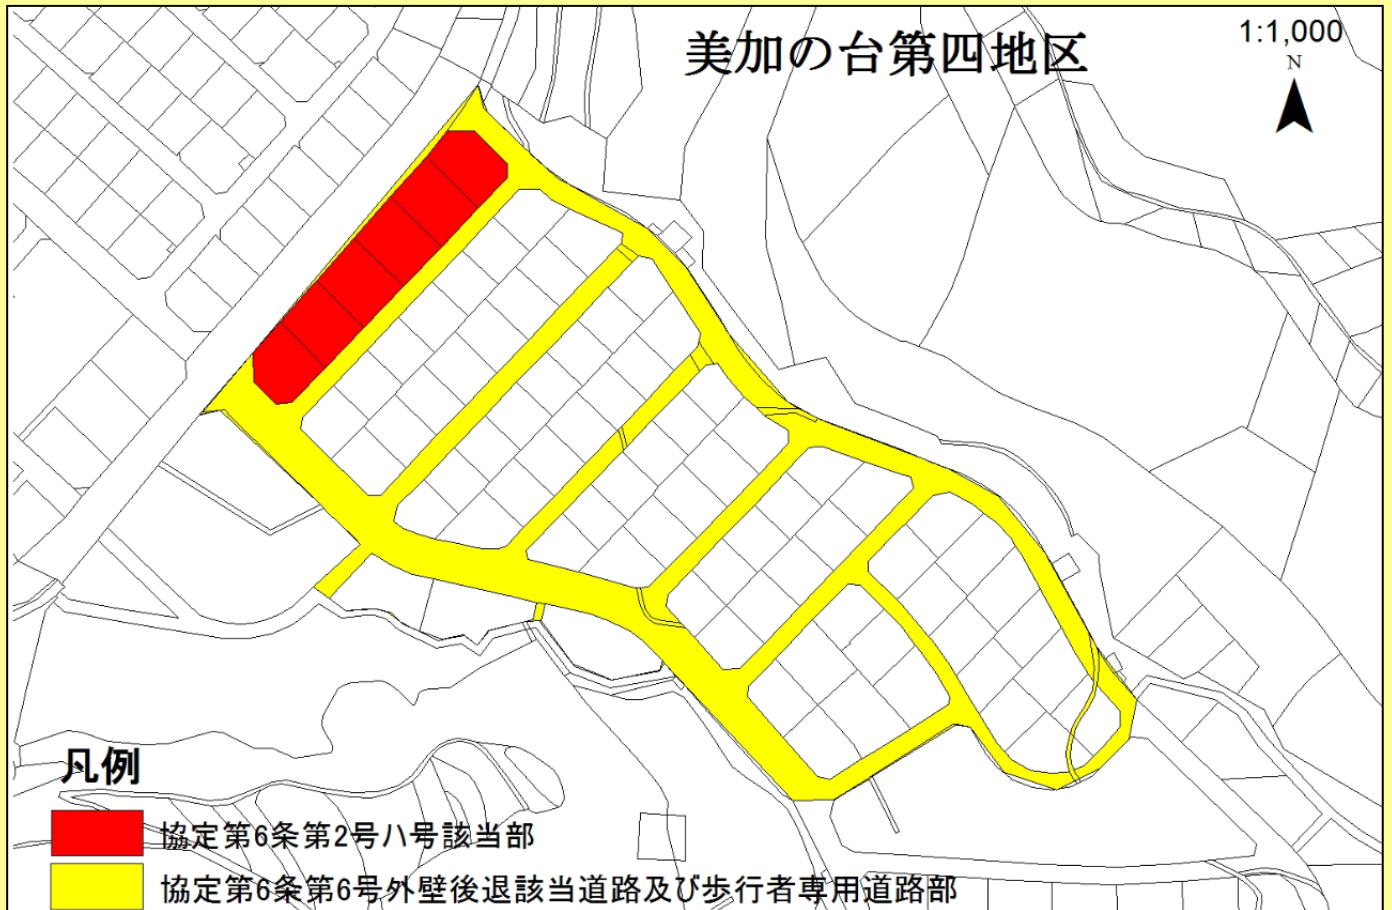 美加の台第四地区
1:1,000
N
凡例
協定第6条第2号ハ号該当部
協定第6条第6号外壁後退該当道路及び歩行者専用道路部